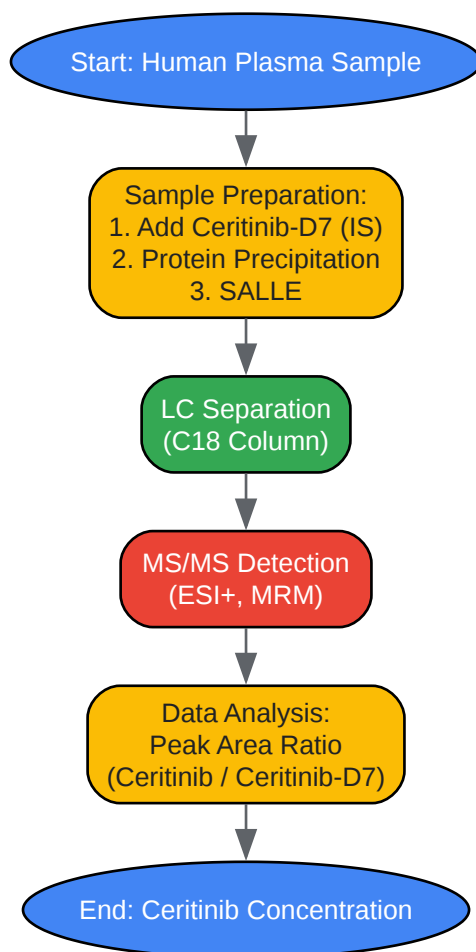 Start: Human Plasma Sample
Sample Preparation:
1. Add Ceritinib-D7 (IS)
2. Protein Precipitation
3. SALLE
LC Separation
(C18 Column)
MS/MS Detection
(ESI+, MRM)
Data Analysis:
Peak Area Ratio
(Ceritinib / Ceritinib-D7)
End: Ceritinib Concentration